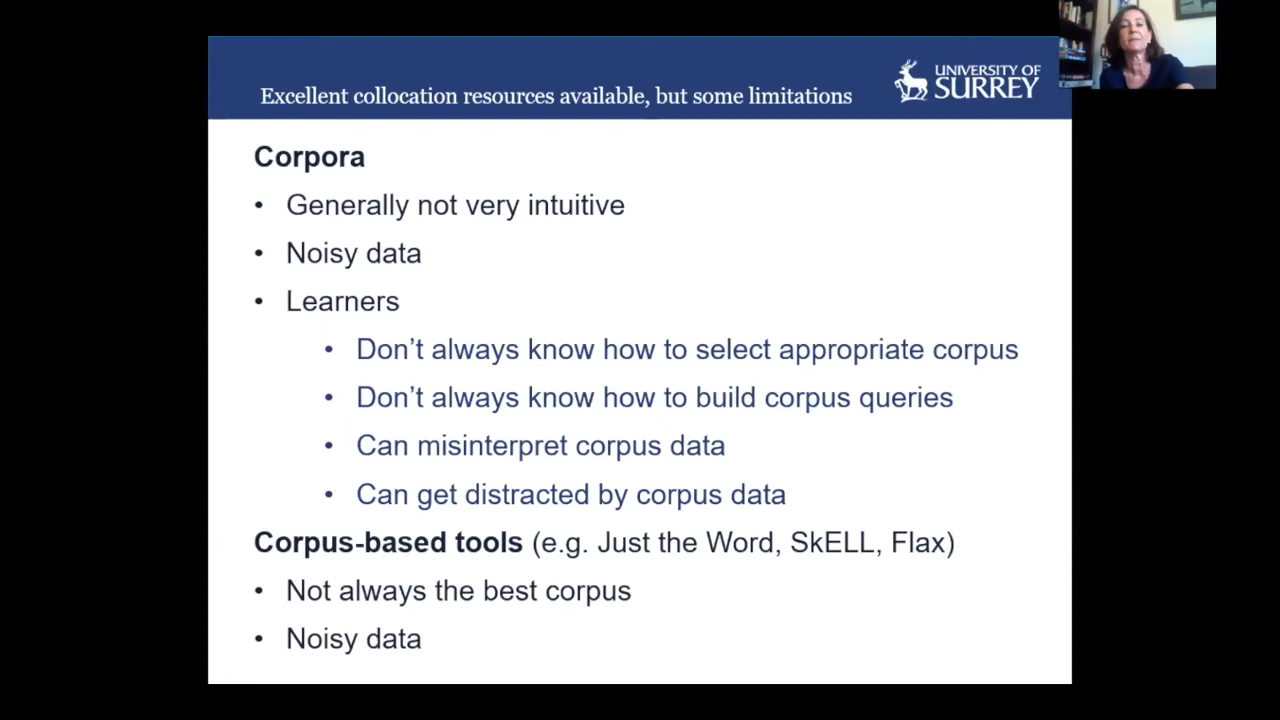 Excellent collocation resources available, but some limitations
UNIVERSITY OF
SURREY
Corpora
• Generally not very intuitive
• Noisy data
• Learners
• Don’t always know how to select appropriate corpus
• Don’t always know how to build corpus queries
• Can misinterpret corpus data
• Can get distracted by corpus data
Corpus-based tools (e.g. Just the Word, SkELL, Flax)
• Not always the best corpus
• Noisy data